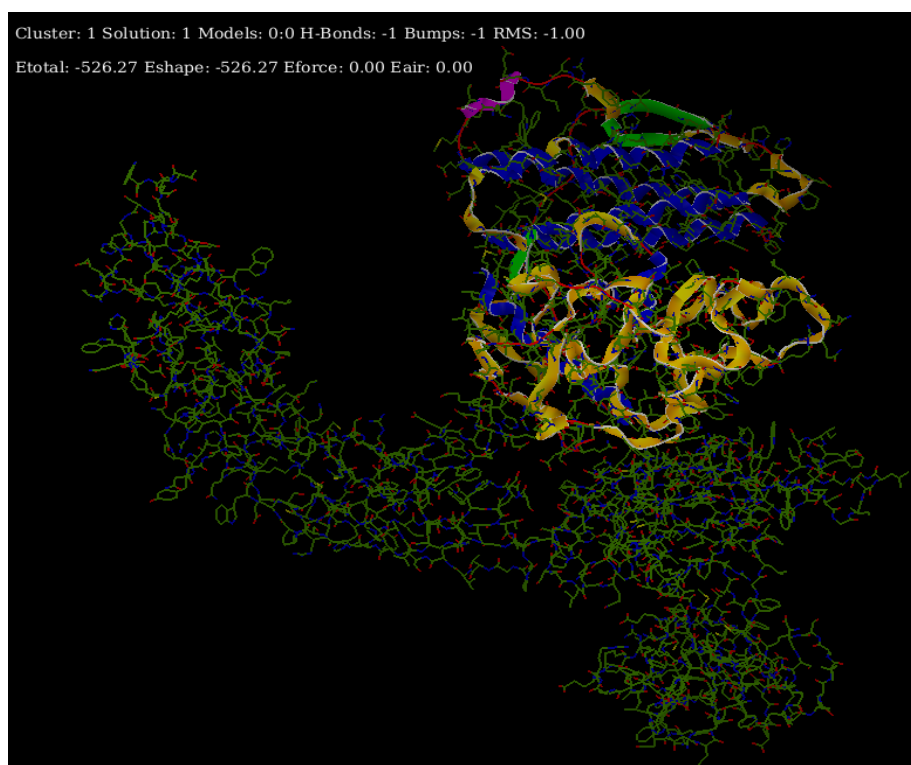 Cluster: 1 Solution: 1 Models: 0:0 H-Bonds: -1 Bumps: -1 RMS: -1.00
Etotal: -526.27 Eshape: -526.27 Eforce: 0.00 Eair: 0.00